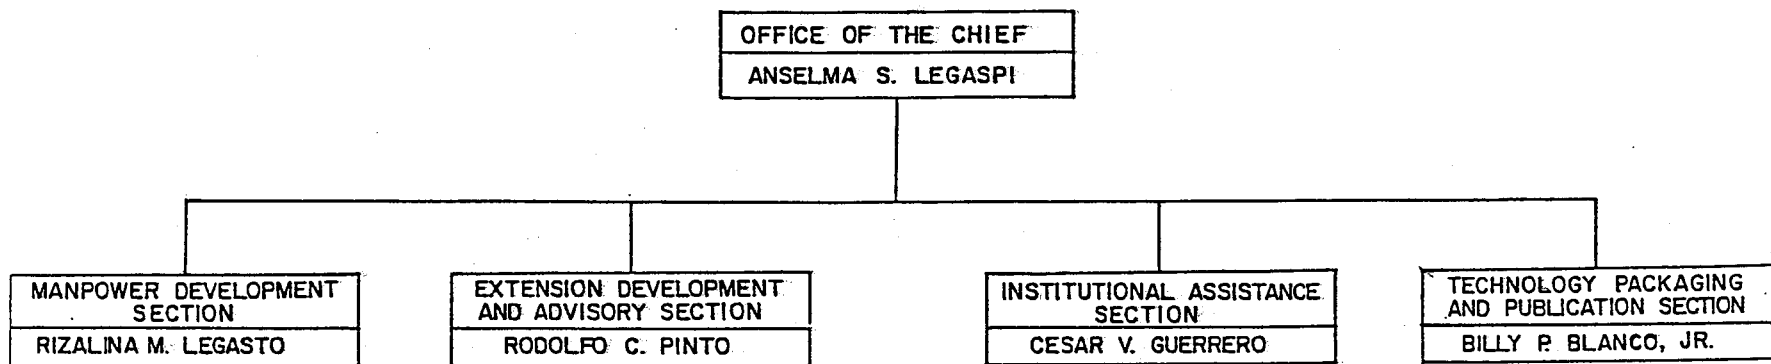 OFFICE OF THE CHIEF
ANSELMA S. LEGASPI
MANPOWER DEVELOPMENT
SECTION
RIZALINA M. LEGASTO
EXTENSION DEVELOPMENT
AND ADVISORY SECTION
RODOLFO C. PINTO
INSTITUTIONAL ASSISTANCE
SECTION
CESAR V. GUERRERO
TECHNOLOGY PACKAGING
AND PUBLICATION SECTION
BILLY P. BLANCO, JR.